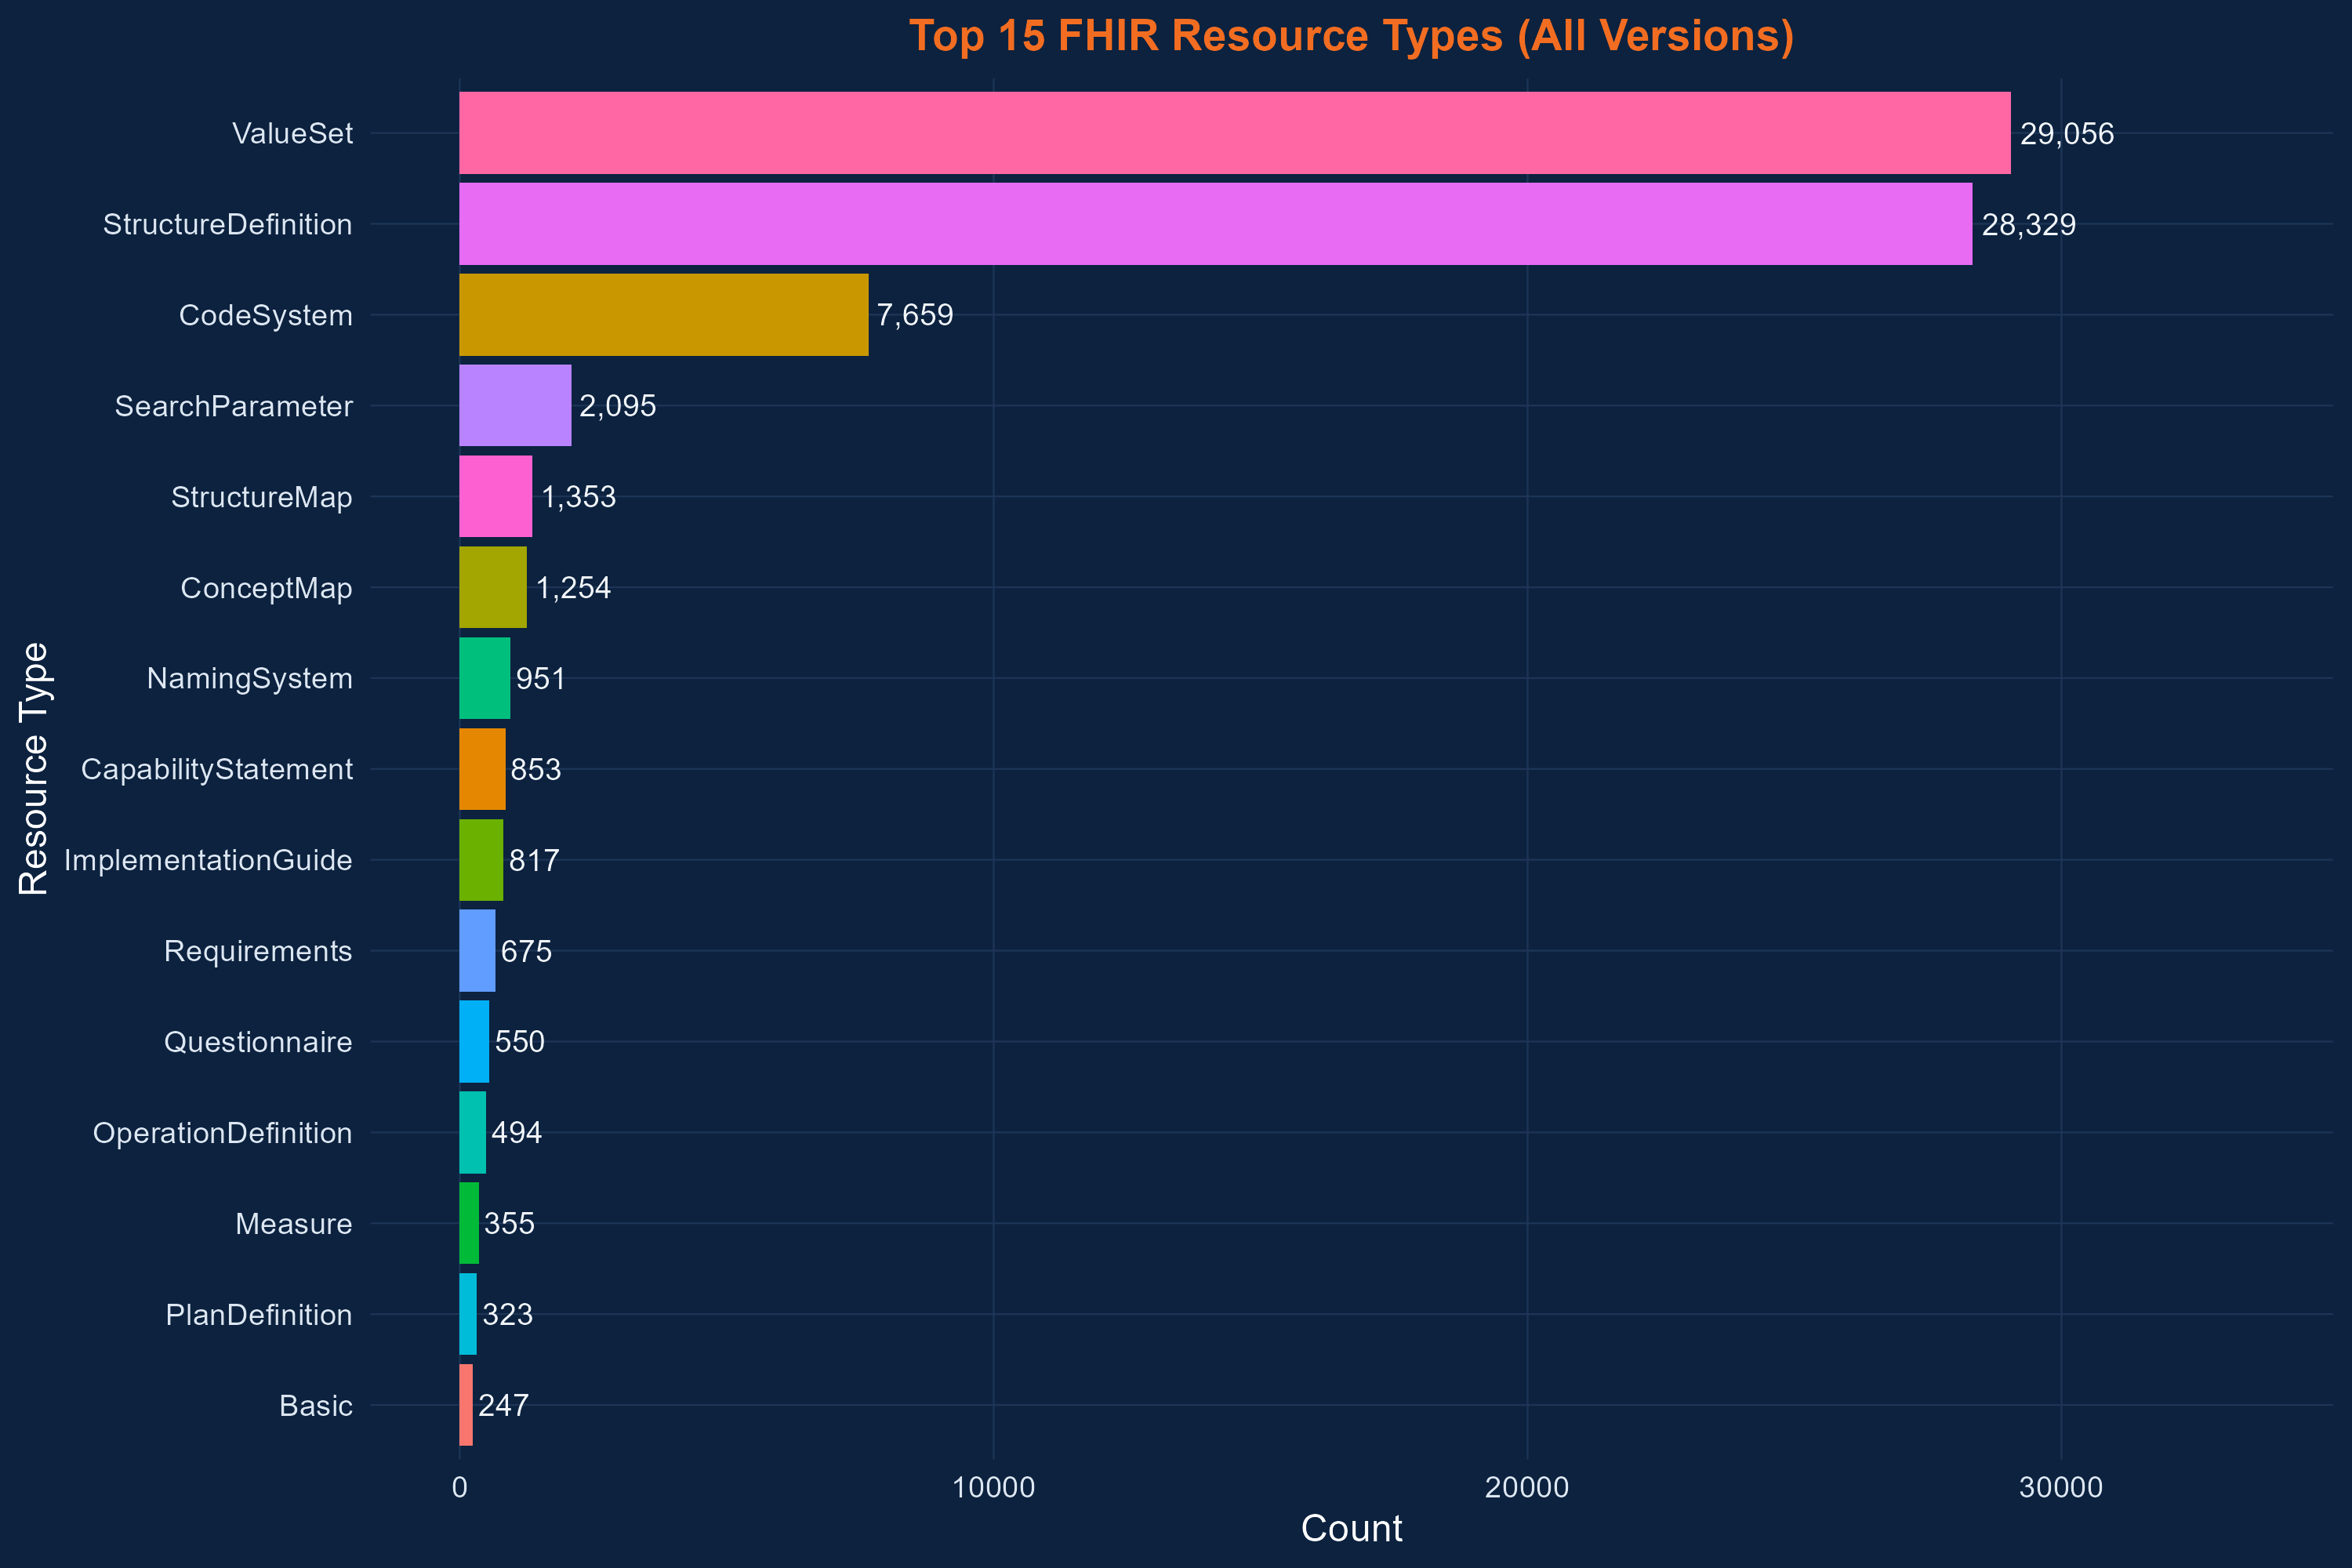 Top 15 FHIR Resource Types (All Versions)
Resource Type
ValueSet 29,056
StructureDefinition 28,329
CodeSystem 7,659
SearchParameter 2,095
StructureMap 1,353
ConceptMap 1,254
NamingSystem 951
CapabilityStatement 853
ImplementationGuide 817
Requirements 675
Questionnaire 550
OperationDefinition 494
Measure 355
PlanDefinition 323
Basic 247
0 10000 20000 30000
Count